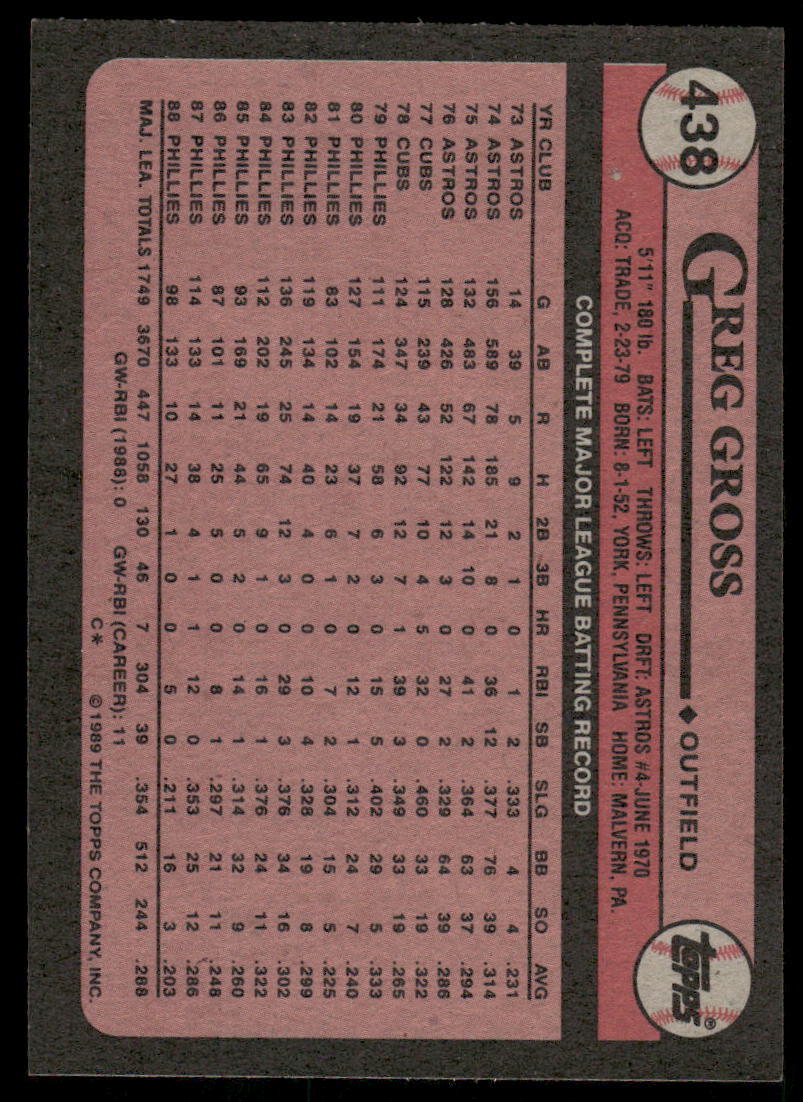 438
GREG GROSS ◆ OUTFIELD
topps®
5'11" 180 lb. BATS: LEFT THROWS: LEFT DRFT: ASTROS #4-JUNE 1970
ACQ: TRADE, 2-23-79 BORN: 8-1-52, YORK, PENNSYLVANIA HOME: MALVERN, PA.
COMPLETE MAJOR LEAGUE BATTING RECORD
YR CLUB G AB R H 2B 3B HR RBI SB SLG BB SO AVG
73 ASTROS 14 39 5 9 2 1 0 1 2 .333 4 4 .231
74 ASTROS 156 589 78 185 21 8 0 36 12 .377 76 39 .314
75 ASTROS 132 483 67 142 14 10 0 41 2 .364 63 37 .294
76 ASTROS 128 426 52 122 12 3 0 27 2 .329 64 39 .286
77 CUBS 115 239 43 77 10 4 5 32 0 .460 33 19 .322
78 CUBS 124 347 34 92 12 7 1 39 3 .349 33 19 .265
79 PHILLIES 111 174 21 58 6 3 0 15 5 .402 29 5 .333
80 PHILLIES 127 154 19 37 7 2 0 12 1 .312 24 7 .240
81 PHILLIES 83 102 14 23 6 1 0 7 2 .304 15 5 .225
82 PHILLIES 119 134 14 40 4 0 0 10 4 .328 19 8 .299
83 PHILLIES 136 245 25 74 12 3 0 29 3 .376 34 16 .302
84 PHILLIES 112 202 19 65 9 1 0 16 1 .376 24 11 .322
85 PHILLIES 93 169 21 44 5 2 0 14 1 .314 32 9 .260
86 PHILLIES 87 101 11 25 5 0 0 8 1 .297 21 11 .248
87 PHILLIES 114 133 14 38 4 1 1 12 0 .353 25 12 .286
88 PHILLIES 98 133 10 27 1 0 0 5 0 .211 16 3 .203
MAJ. LEA. TOTALS 1749 3670 447 1058 130 46 7 304 39 .354 512 244 .288
GW-RBI (1988): 0 GW-RBI (CAREER): 11
C* © 1989 THE TOPPS COMPANY, INC.